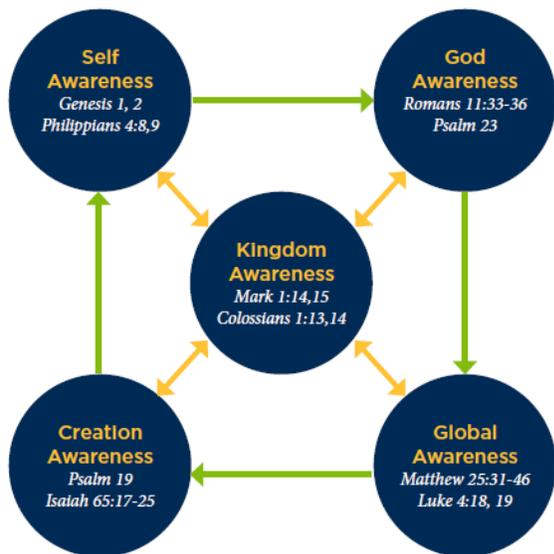 Self
Awareness
Genesis 1, 2
Philippians 4:8,9
God
Awareness
Romans 11:33-36
Psalm 23
Kingdom
Awareness
Mark 1:14,15
Colossians 1:13,14
Creation
Awareness
Psalm 19
Isaiah 65:17-25
Global
Awareness
Matthew 25:31-46
Luke 4:18, 19